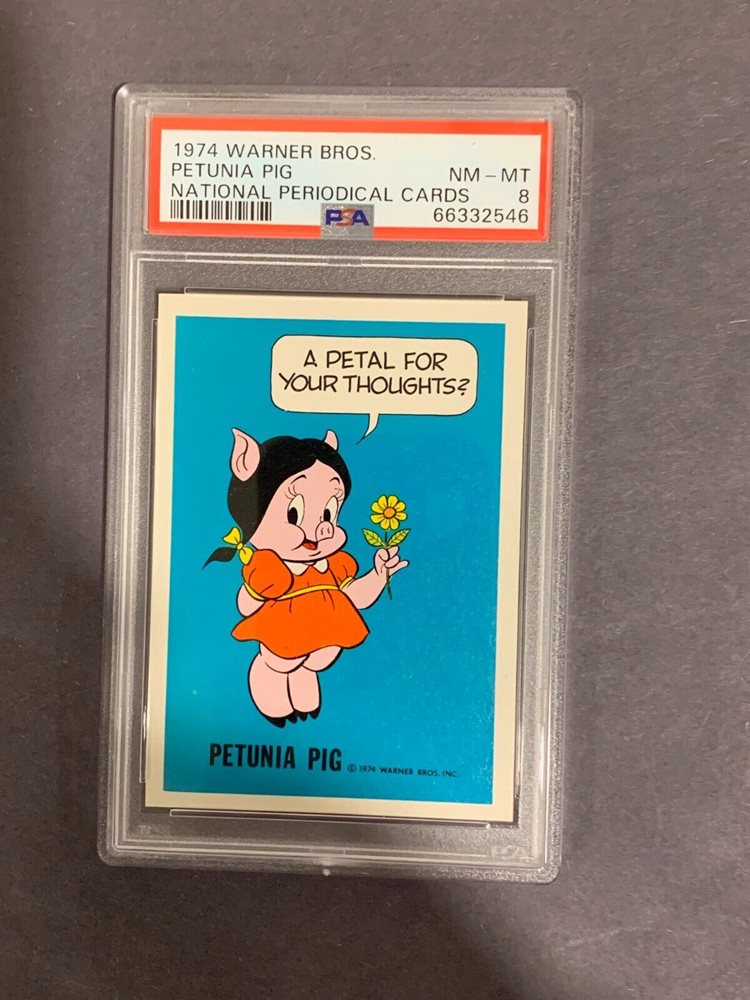 1974 WARNER BROS.
PETUNIA PIG NM-MT
NATIONAL PERIODICAL CARDS 8
PSA 66332546
A PETAL FOR
YOUR THOUGHTS?
PETUNIA PIG © 1974 WARNER BROS. INC.